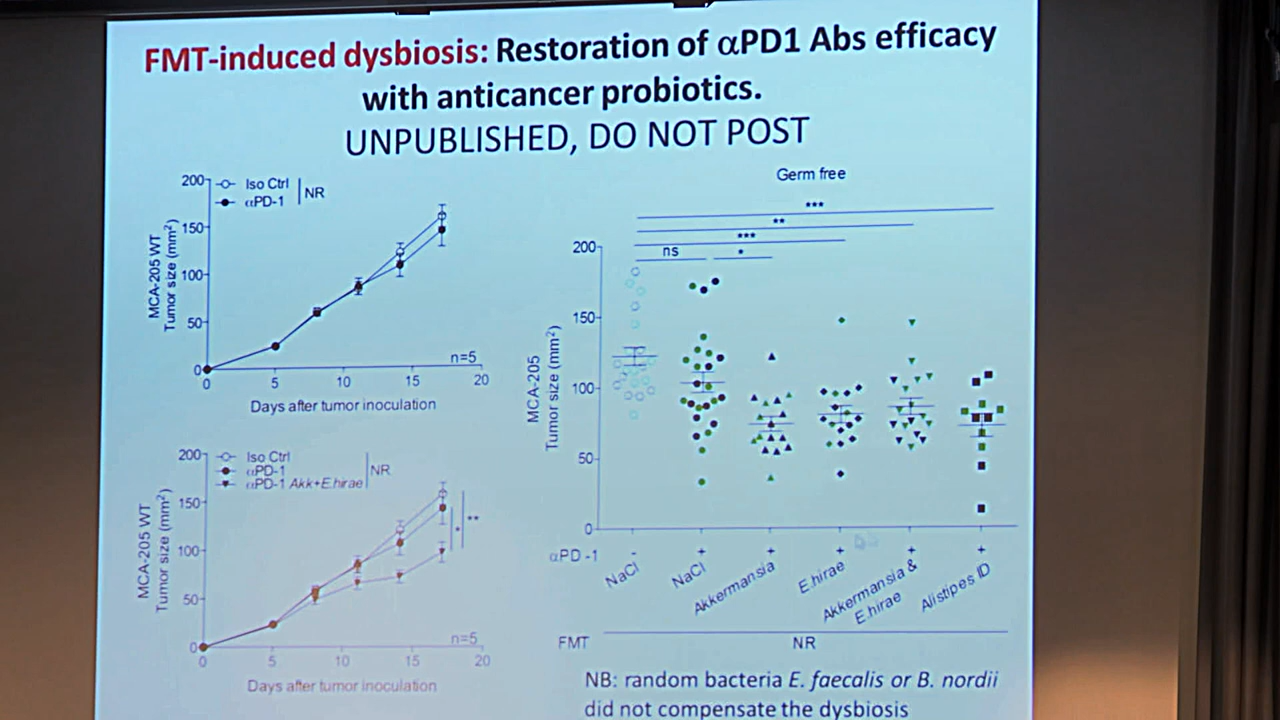 FMT-induced dysbiosis: Restoration of αPD1 Abs efficacy
with anticancer probiotics.
UNPUBLISHED, DO NOT POST
200
150
100
50
0
Iso Ctrl
αPD-1
NR
MCA-205 WT
Tumor size (mm²)
n=5
0 5 10 15 20
Days after tumor inoculation
200
150
100
50
0
Iso Ctrl
αPD-1
αPD-1 Akk+E.hirae
NR
MCA-205 WT
Tumor size (mm²)
*
**
n=5
0 5 10 15 20
Days after tumor inoculation
Germ free
***
**
***
ns *
200
150
100
50
0
MCA-205
Tumor size (mm²)
αPD-1 - + + + + +
NaCl
NaCl
Akkermansia
E.hirae
Akkermansia &
E.hirae
Alistipes ID
FMT NR
NB: random bacteria E. faecalis or B. nordii
did not compensate the dysbiosis